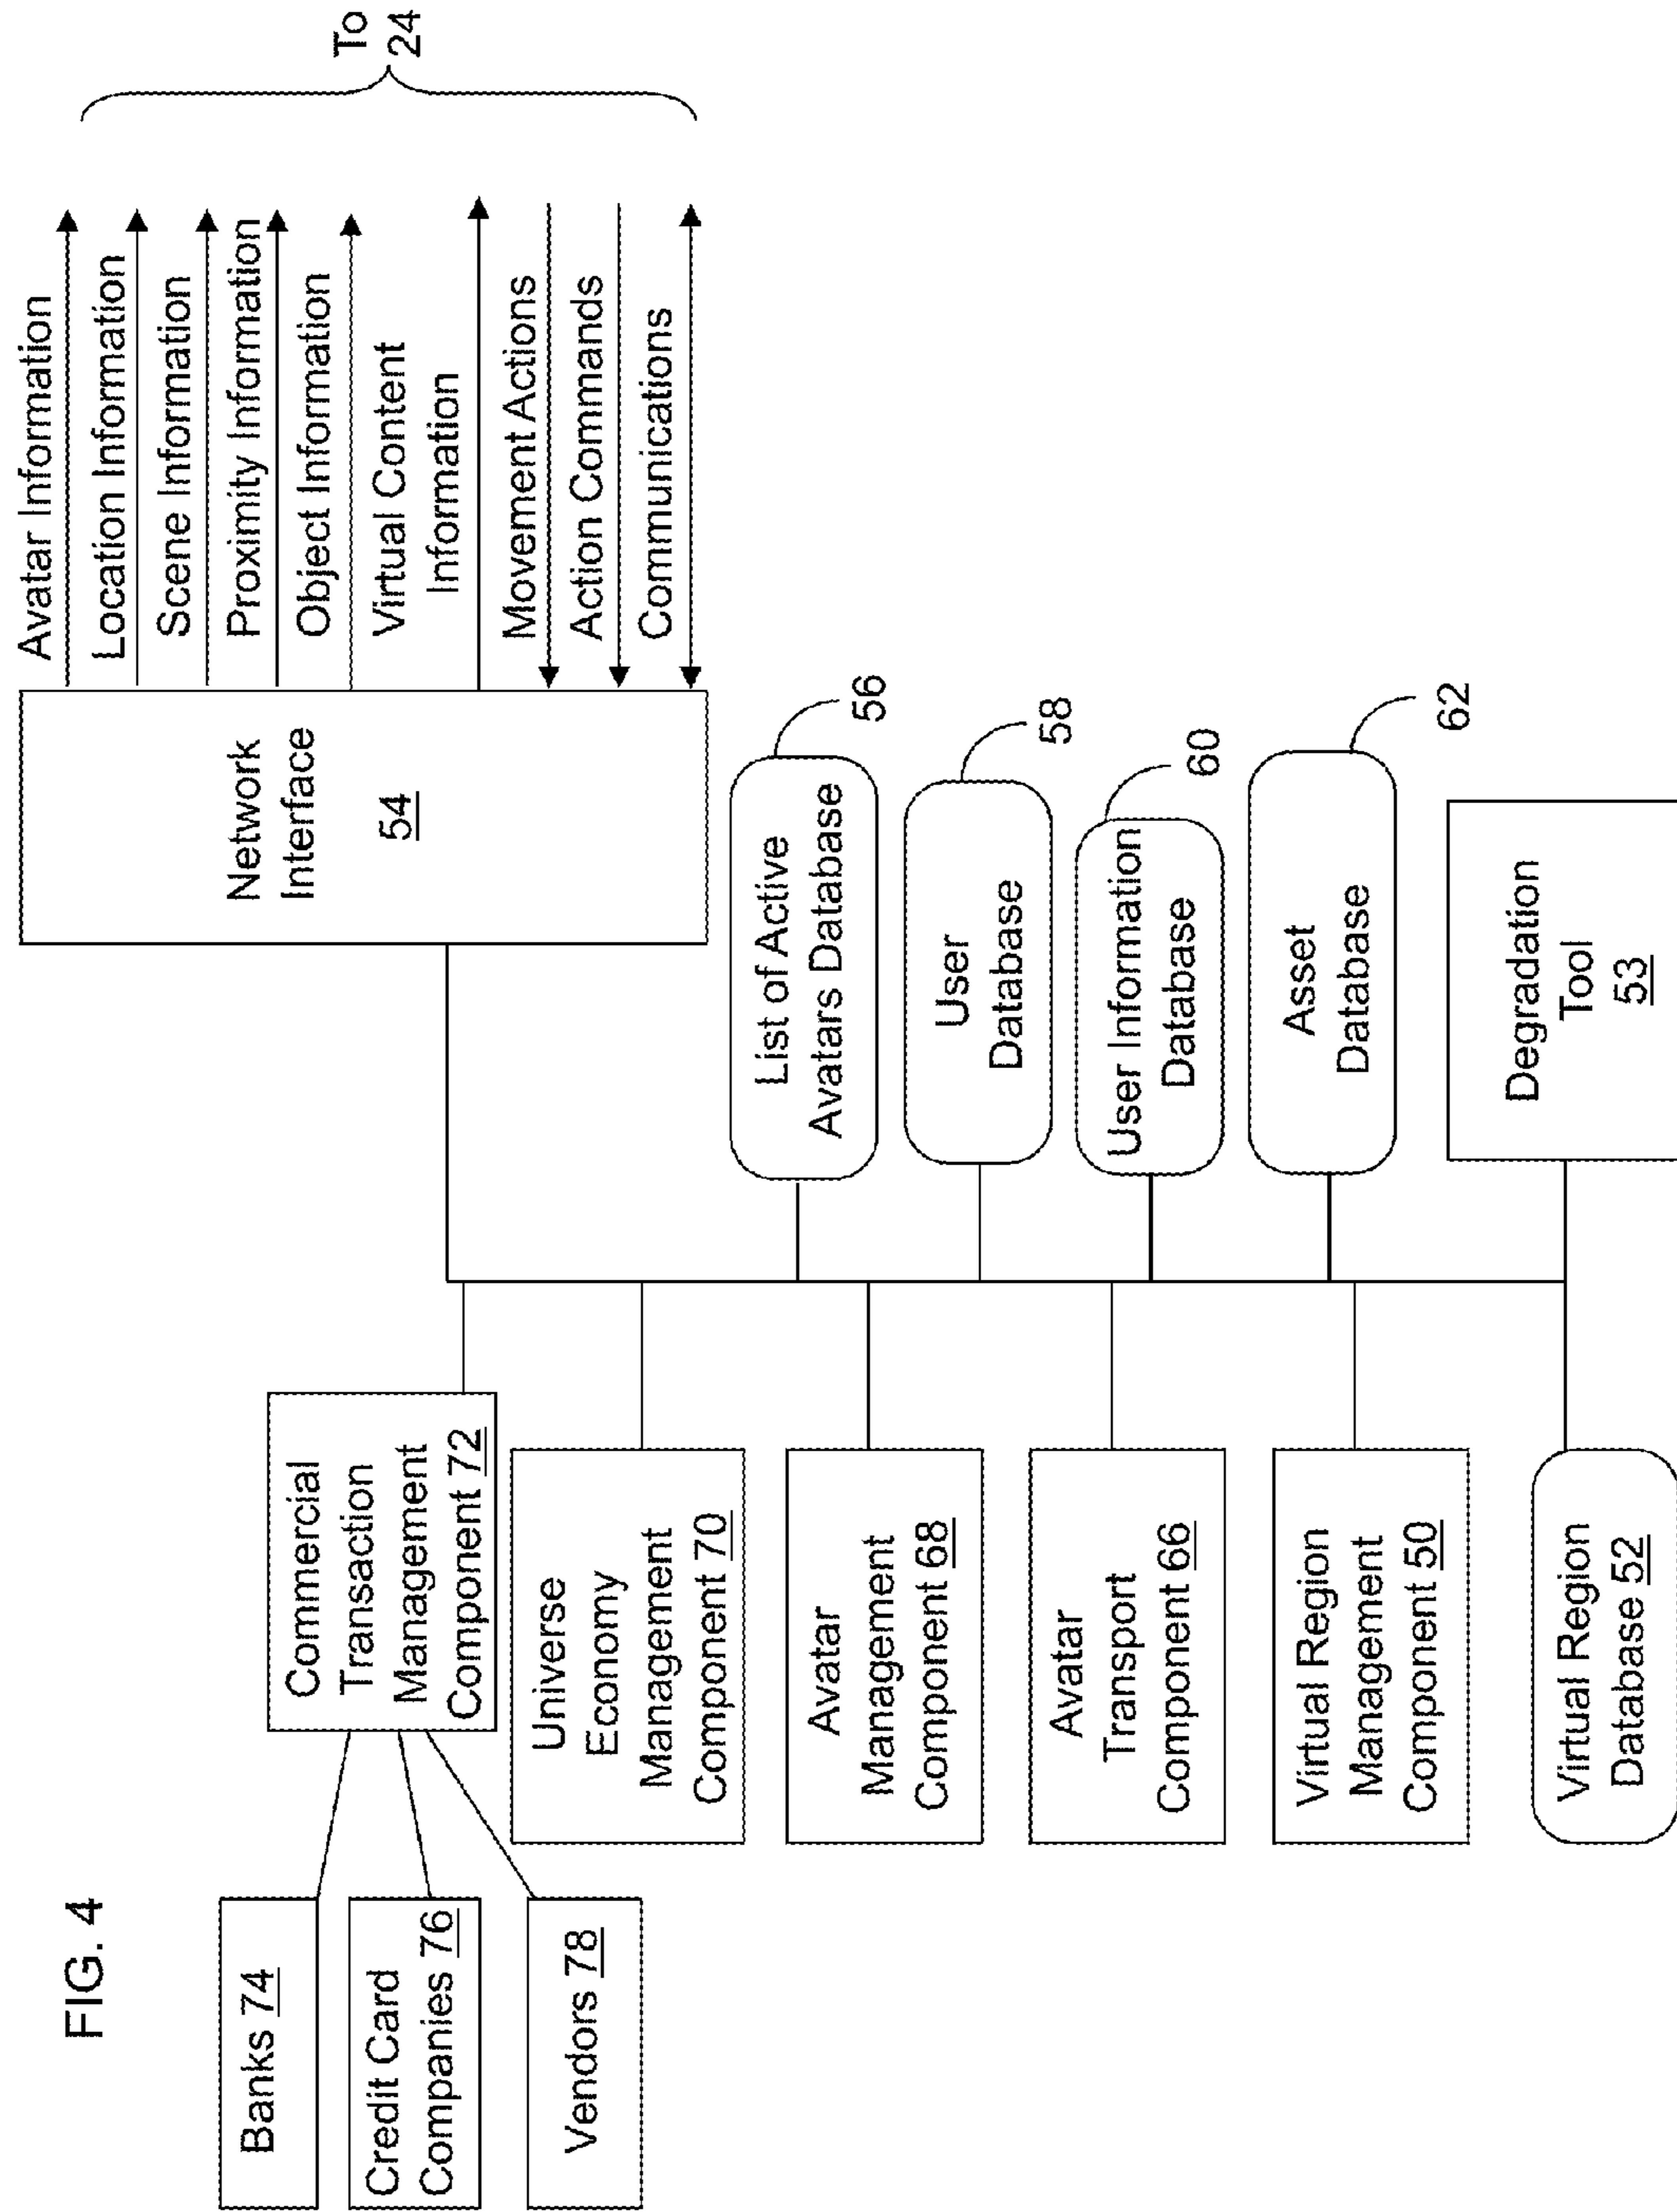 FIG. 4
Banks 74
Credit Card
Companies 76
Vendors 78
Commercial
Transaction
Management
Component 72
Universe
Economy
Management
Component 70
Avatar
Management
Component 68
Avatar
Transport
Component 66
Virtual Region
Management
Component 50
Virtual Region
Database 52
Network
Interface
54
List of Active
Avatars Database
56
User
Database
58
User Information
Database
60
Asset
Database
62
Degradation
Tool
53
Avatar Information
Location Information
Scene Information
Proximity Information
Object Information
Virtual Content
Information
Movement Actions
Action Commands
Communications
To
24